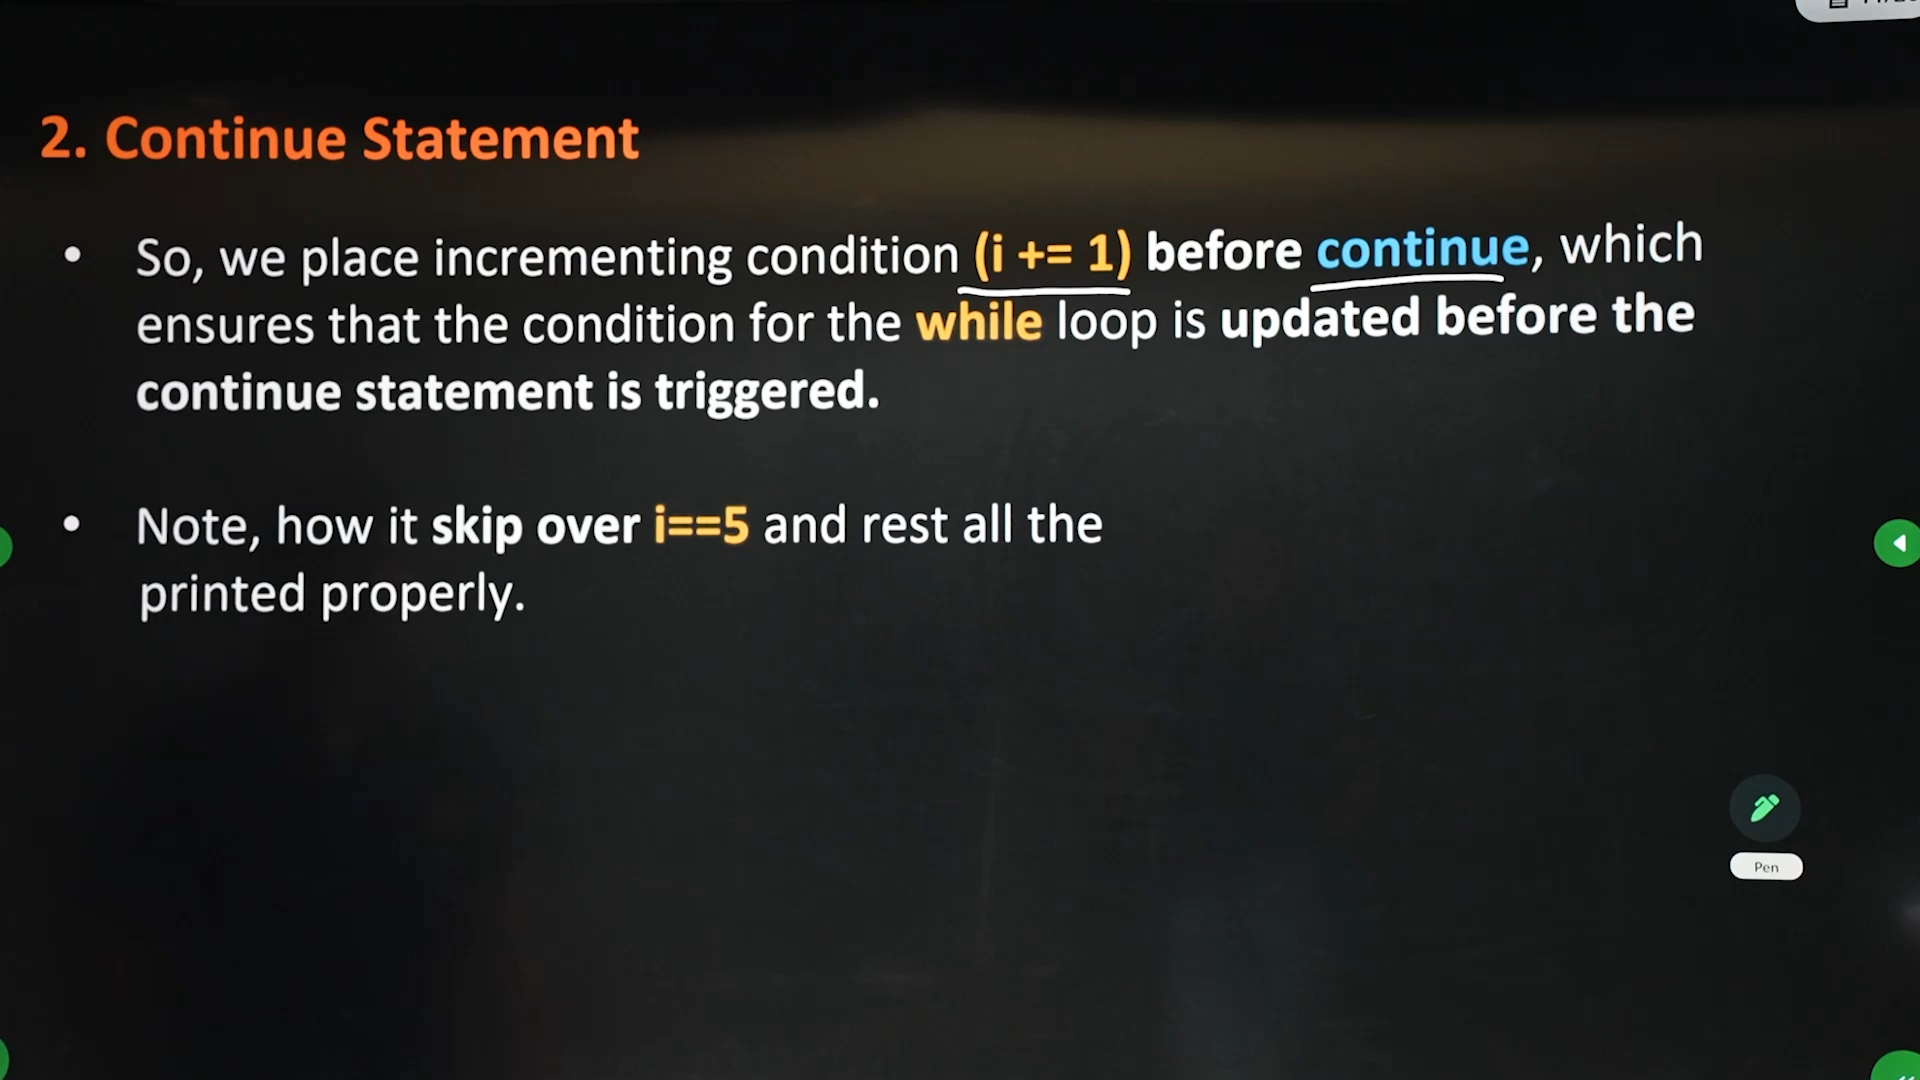 2. Continue Statement
• So, we place incrementing condition (i += 1) before continue, which
ensures that the condition for the while loop is updated before the
continue statement is triggered.
• Note, how it skip over i==5 and rest all the
printed properly.
Pen